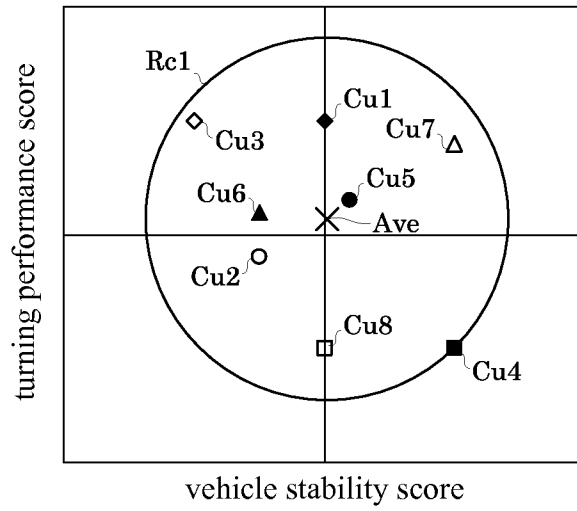 Rc1
Cu1
Cu3
Cu7
Cu5
Cu6
Ave
Cu2
Cu8
Cu4
turning performance score
vehicle stability score